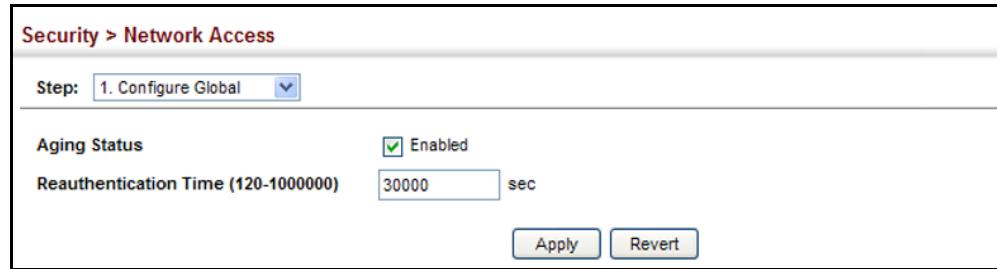 Security > Network Access
Step: 1. Configure Global
Aging Status Enabled
Reauthentication Time (120-1000000) 30000 sec
Apply Revert